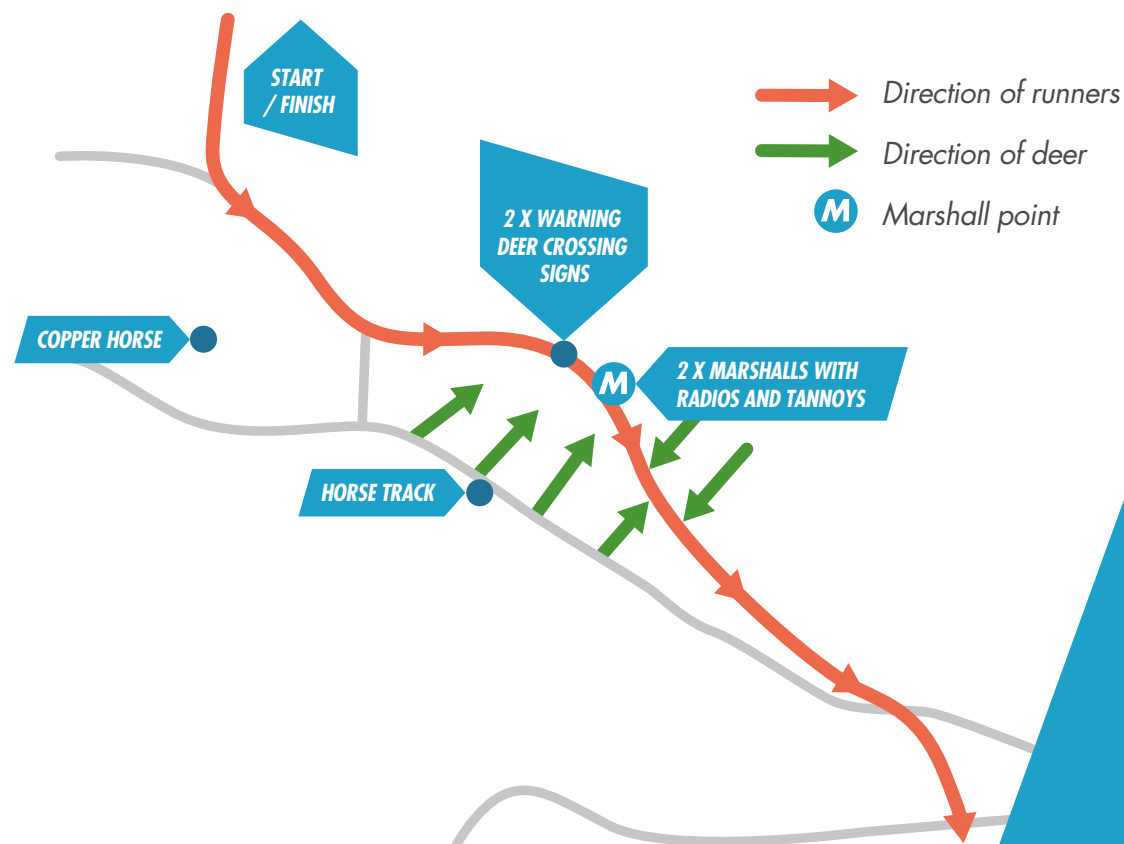 START
/ FINISH
Direction of runners
Direction of deer
M
Marshall point
2 X WARNING
DEER CROSSING
SIGNS
COPPER HORSE
M
2 X MARSHALLS WITH
RADIOS AND TANNOYS
HORSE TRACK